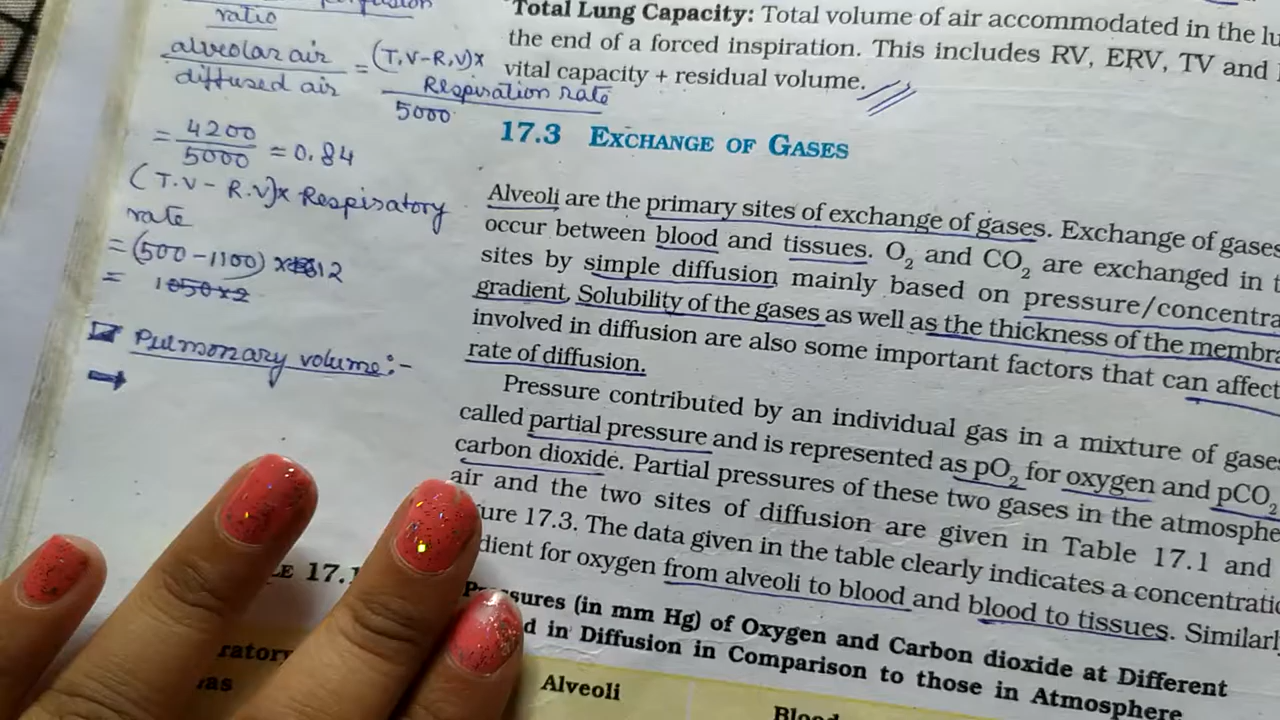 ratio
alveolar air / diffused air = (T.V-R.V)x Respiration rate / 5000
= 4200 / 5000 = 0.84
(T.V - R.V)x Respiratory
rate
= (500 - 1100) x 12
= 1050x2
Pulmonary volume:-
Total Lung Capacity: Total volume of air accommodated in the lu
the end of a forced inspiration. This includes RV, ERV, TV and
vital capacity + residual volume.
17.3 EXCHANGE OF GASES
Alveoli are the primary sites of exchange of gases. Exchange of gases
occur between blood and tissues. O2 and CO2 are exchanged in t
sites by simple diffusion mainly based on pressure/concentra
gradient. Solubility of the gases as well as the thickness of the membra
involved in diffusion are also some important factors that can affect
rate of diffusion.
Pressure contributed by an individual gas in a mixture of gase
called partial pressure and is represented as pO2 for oxygen and pCO2
carbon dioxide. Partial pressures of these two gases in the atmosphe
air and the two sites of diffusion are given in Table 17.1 and
ure 17.3. The data given in the table clearly indicates a concentratio
dient for oxygen from alveoli to blood and blood to tissues. Similarl
LE 17.1
Pressures (in mm Hg) of Oxygen and Carbon dioxide at Different
d in Diffusion in Comparison to those in Atmosphere
ratory
as
Alveoli
Blood